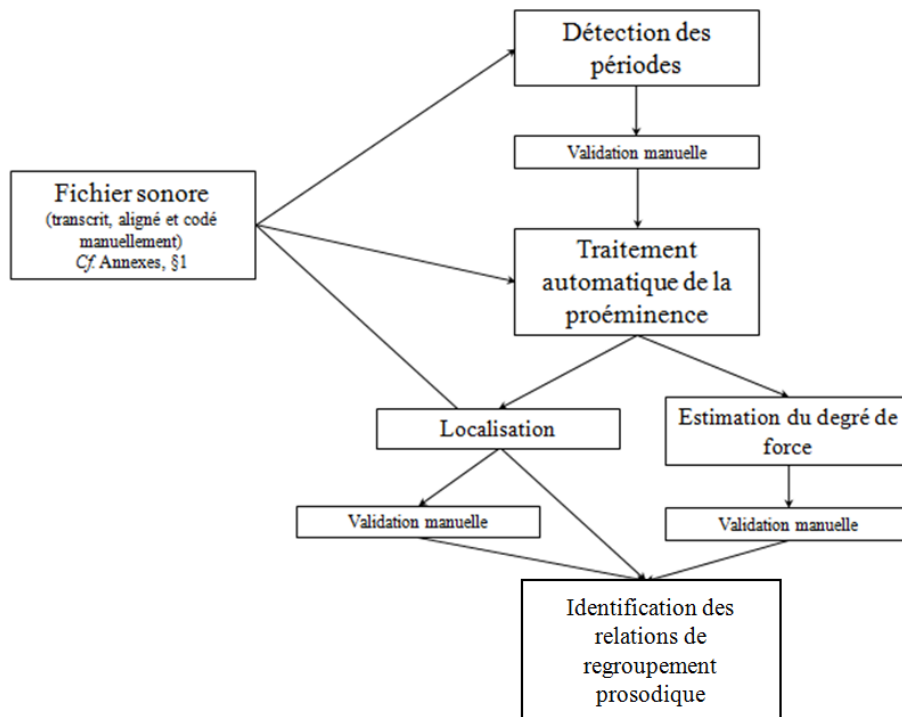 Détection des
périodes
Validation manuelle
Fichier sonore
(transcrit, aligné et codé
manuellement)
Cf. Annexes, §1
Traitement
automatique de la
proéminence
Localisation
Estimation du degré de
force
Validation manuelle
Validation manuelle
Identification des
relations de
regroupement
prosodique